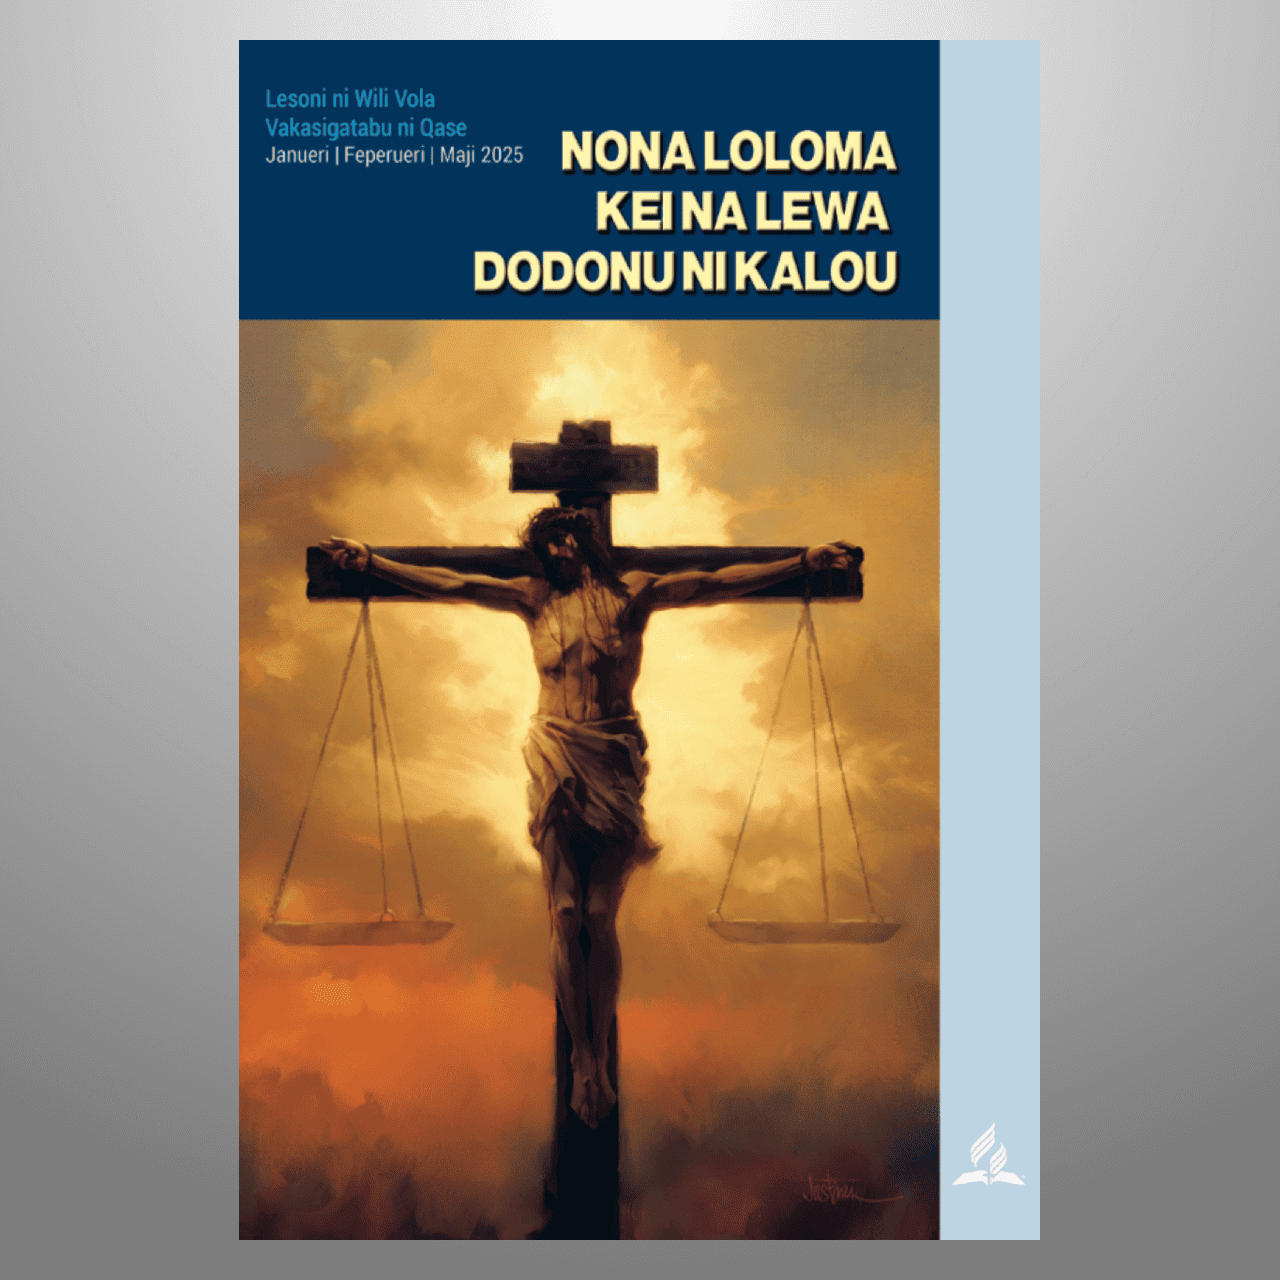 Lesoni ni Wili Vola
Vakasigatabu ni Qase
Janueri | Feperueri | Maji 2025
NONA LOLOMA
KEI NA LEWA
DODONU NI KALOU